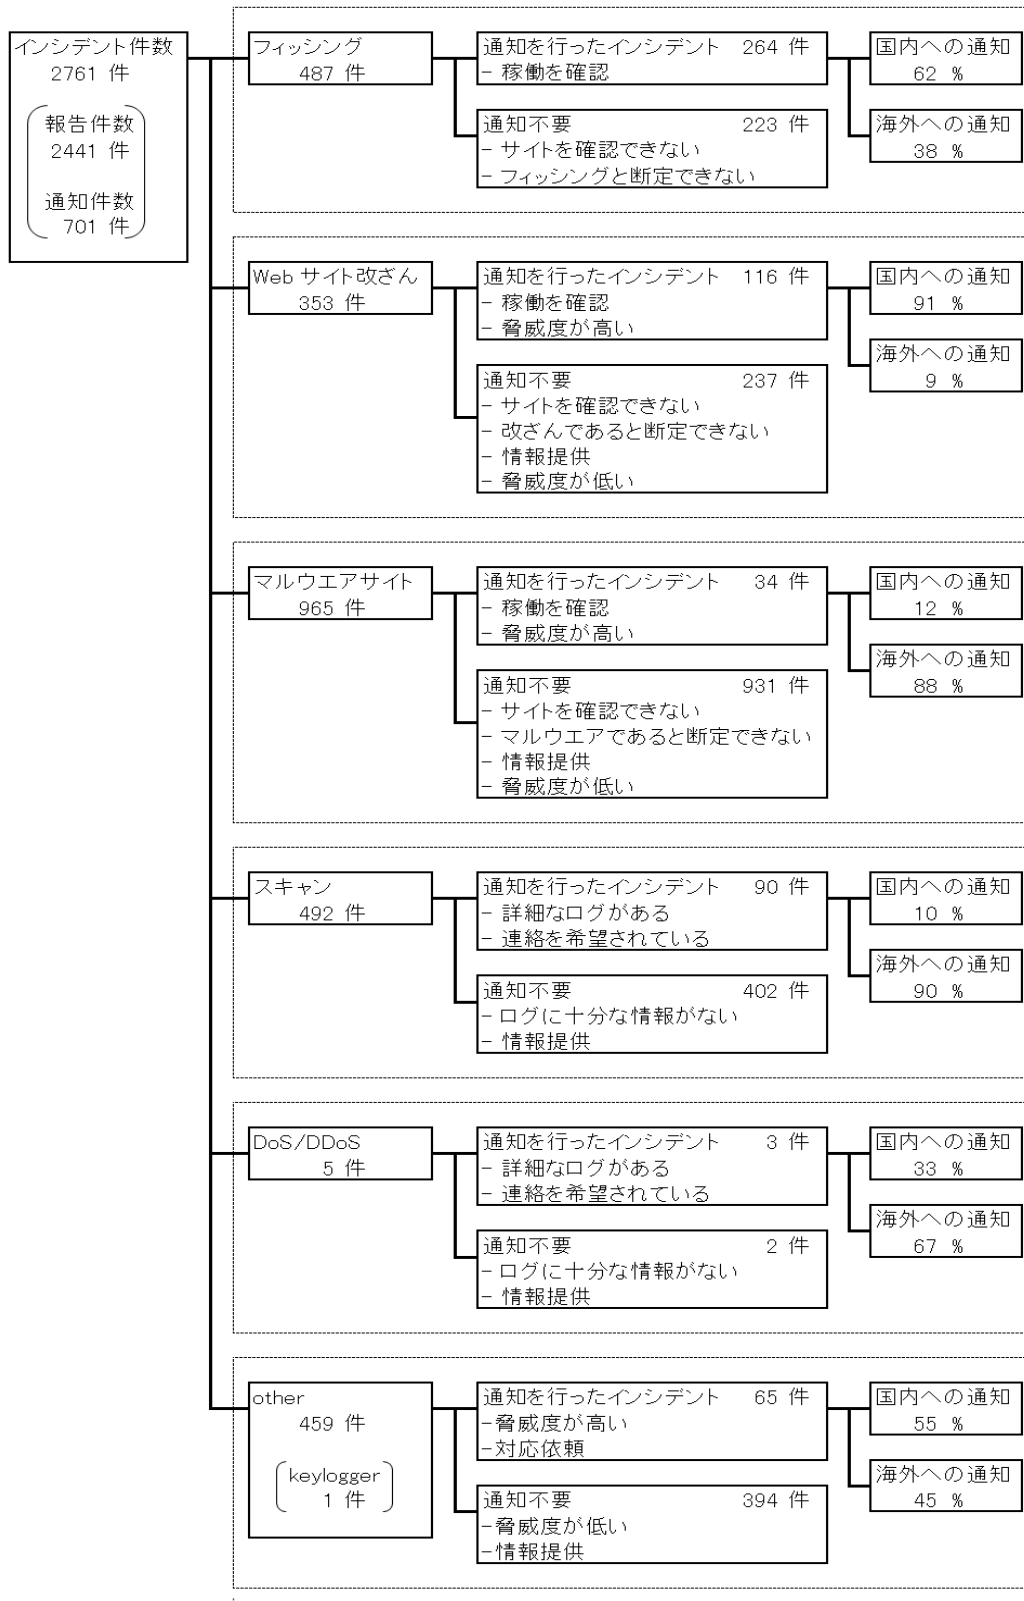 インシデント件数
2761 件
報告件数
2441 件
通知件数
701 件
フィッシング
487 件
通知を行ったインシデント 264 件
- 稼働を確認
通知不要 223 件
- サイトを確認できない
- フィッシングと断定できない
国内への通知
62 %
海外への通知
38 %
Web サイト改ざん
353 件
通知を行ったインシデント 116 件
- 稼働を確認
- 脅威度が高い
通知不要 237 件
- サイトを確認できない
- 改ざんであると断定できない
- 情報提供
- 脅威度が低い
国内への通知
91 %
海外への通知
9 %
マルウエアサイト
965 件
通知を行ったインシデント 34 件
- 稼働を確認
- 脅威度が高い
通知不要 931 件
- サイトを確認できない
- マルウエアであると断定できない
- 情報提供
- 脅威度が低い
国内への通知
12 %
海外への通知
88 %
スキャン
492 件
通知を行ったインシデント 90 件
- 詳細なログがある
- 連絡を希望されている
通知不要 402 件
- ログに十分な情報がない
- 情報提供
国内への通知
10 %
海外への通知
90 %
DoS/DDoS
5 件
通知を行ったインシデント 3 件
- 詳細なログがある
- 連絡を希望されている
通知不要 2 件
- ログに十分な情報がない
- 情報提供
国内への通知
33 %
海外への通知
67 %
other
459 件
keylogger
1 件
通知を行ったインシデント 65 件
-脅威度が高い
-対応依頼
通知不要 394 件
-脅威度が低い
-情報提供
国内への通知
55 %
海外への通知
45 %